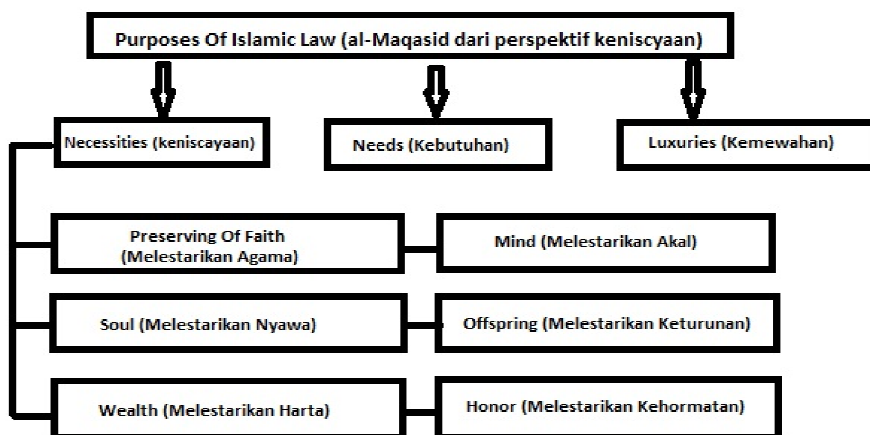 Purposes Of Islamic Law (al-Maqasid dari perspektif keniscyaan)
Necessities (keniscayaan)
Needs (Kebutuhan)
Luxuries (Kemewahan)
Preserving Of Faith
(Melestarikan Agama)
Mind (Melestarikan Akal)
Soul (Melestarikan Nyawa)
Offspring (Melestarikan Keturunan)
Wealth (Melestarikan Harta)
Honor (Melestarikan Kehormatan)